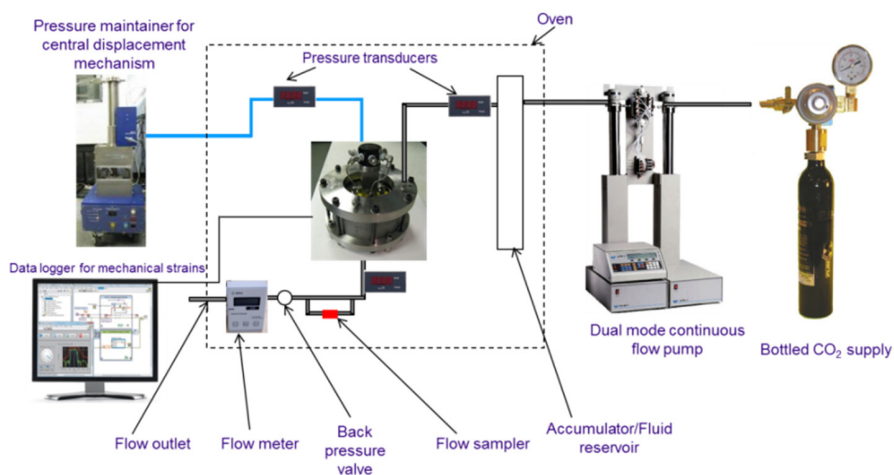 Oven
Pressure maintainer for
central displacement
mechanism
Pressure transducers
Data logger for mechanical strains
Dual mode continuous
flow pump
Bottled CO₂ supply
Flow outlet
Flow meter
Back
pressure
valve
Flow sampler
Accumulator/Fluid
reservoir